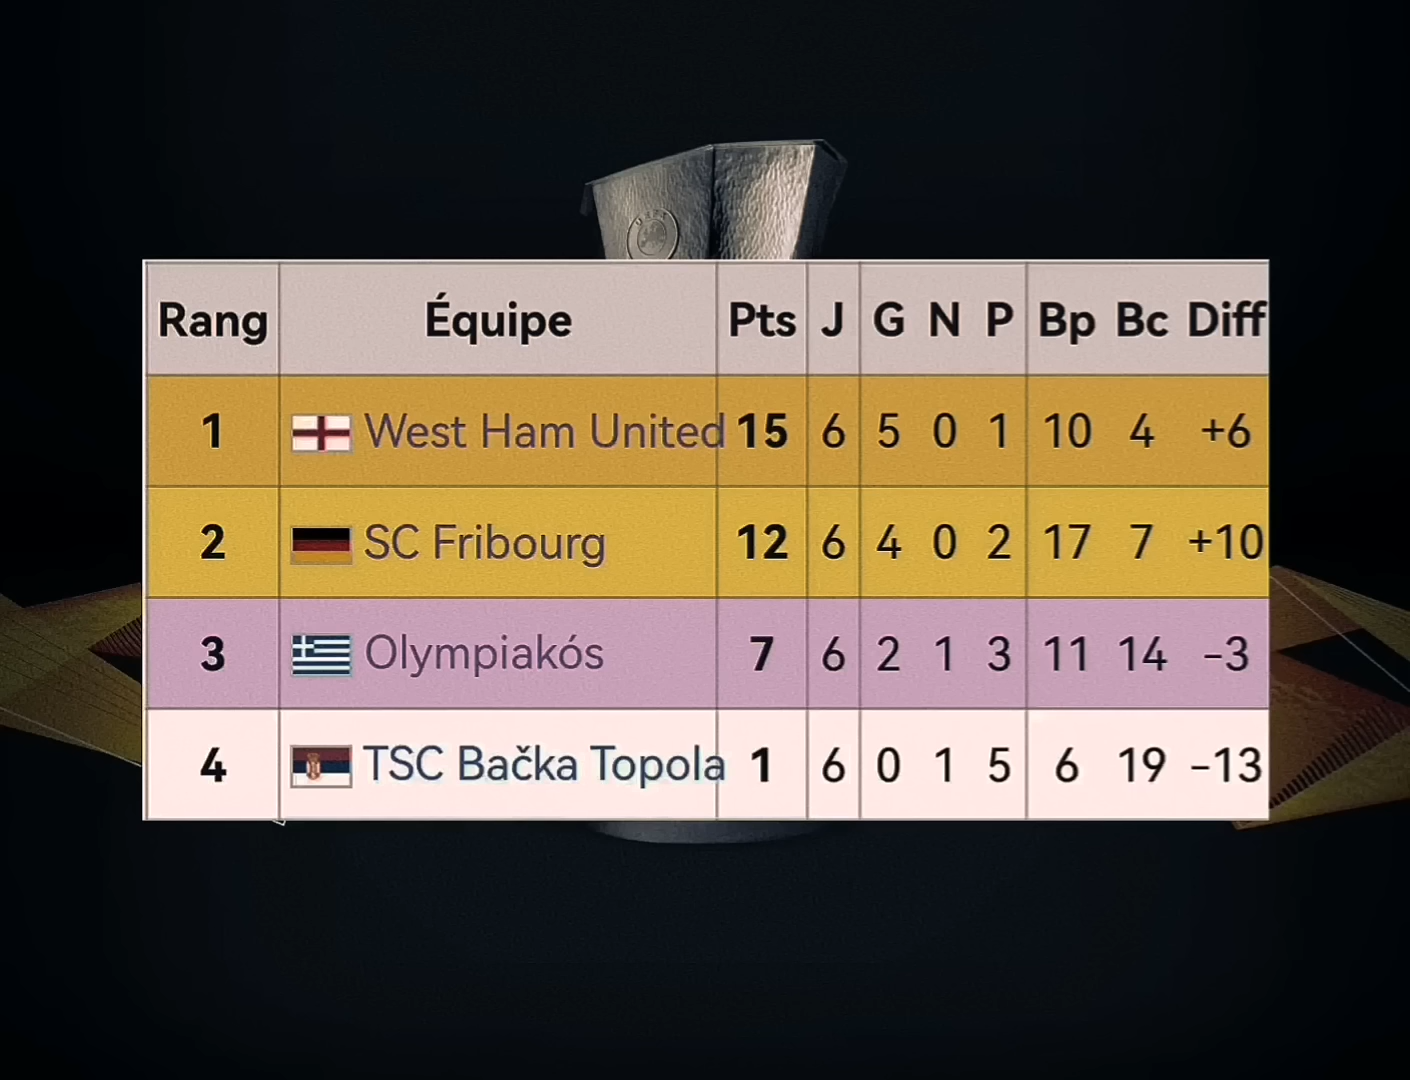 Rang Équipe Pts J G N P Bp Bc Diff
1 West Ham United 15 6 5 0 1 10 4 +6
2 SC Fribourg 12 6 4 0 2 17 7 +10
3 Olympiakós 7 6 2 1 3 11 14 −3
4 TSC Bačka Topola 1 6 0 1 5 6 19 −13